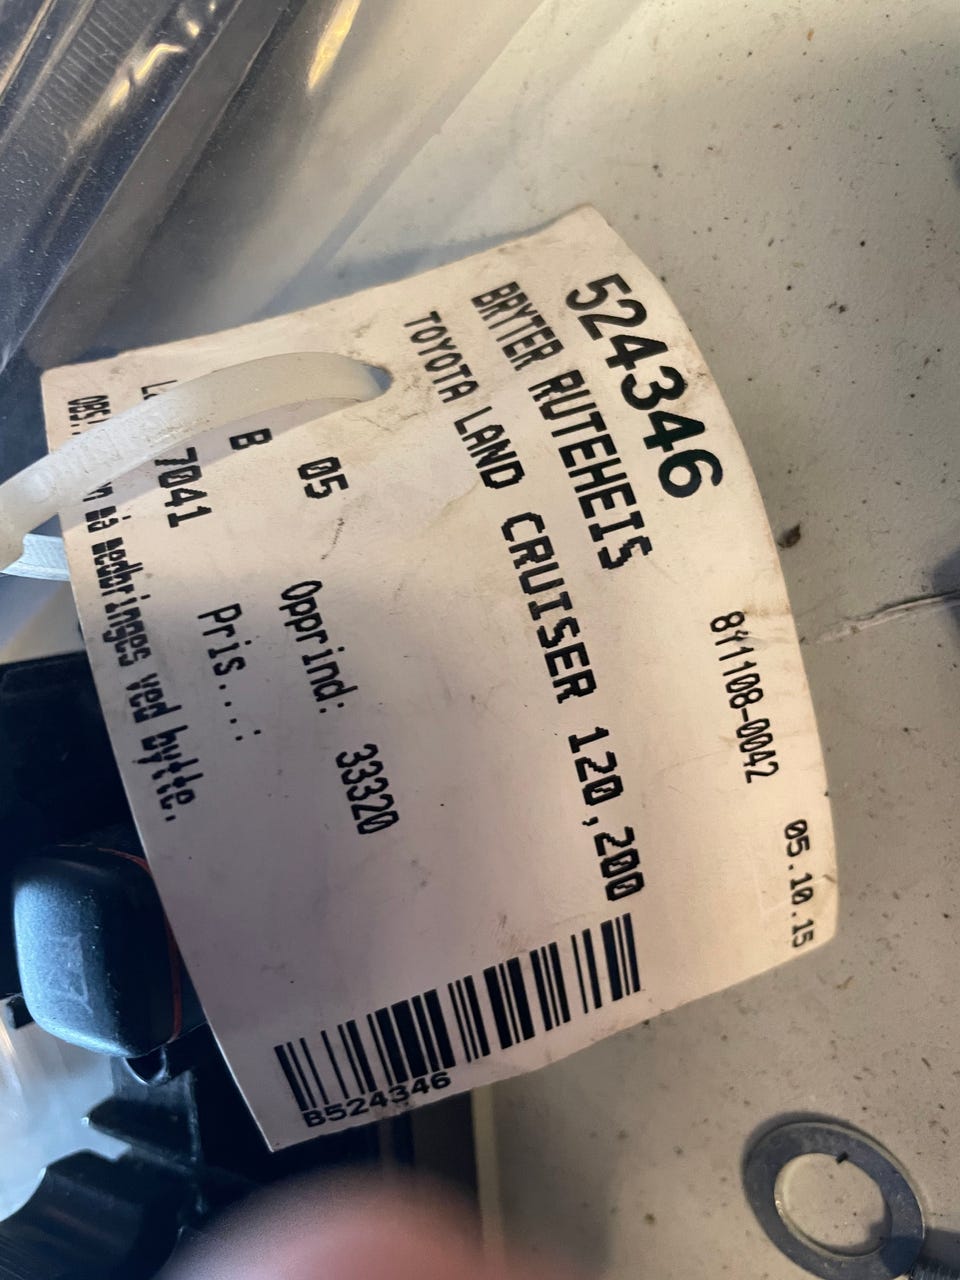 524346 811108-0042 05.10.15
BRYTER RUTEHEIS
TOYOTA LAND CRUISER 120,200
05 Opprind: 33320
B Pris...:
7041
må medbringes ved bytte.
B524346